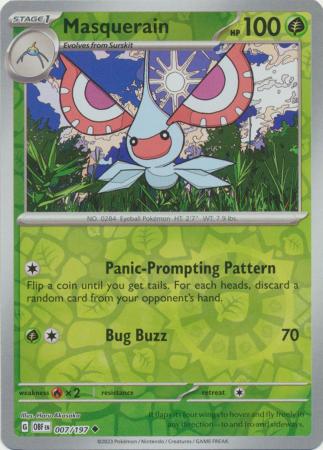 STAGE 1
Masquerain
HP 100
Evolves from Surskit
NO. 0284 Eyeball Pokémon HT: 2'7" WT: 7.9 lbs.
Panic-Prompting Pattern
Flip a coin until you get tails. For each heads, discard a
random card from your opponent's hand.
Bug Buzz 70
weakness ×2 resistance retreat
Illus. Haru Akasaka
G OBF EN 007/197
It flaps its four wings to hover and fly freely in
any direction—to and fro and sideways.
©2023 Pokémon / Nintendo / Creatures / GAME FREAK